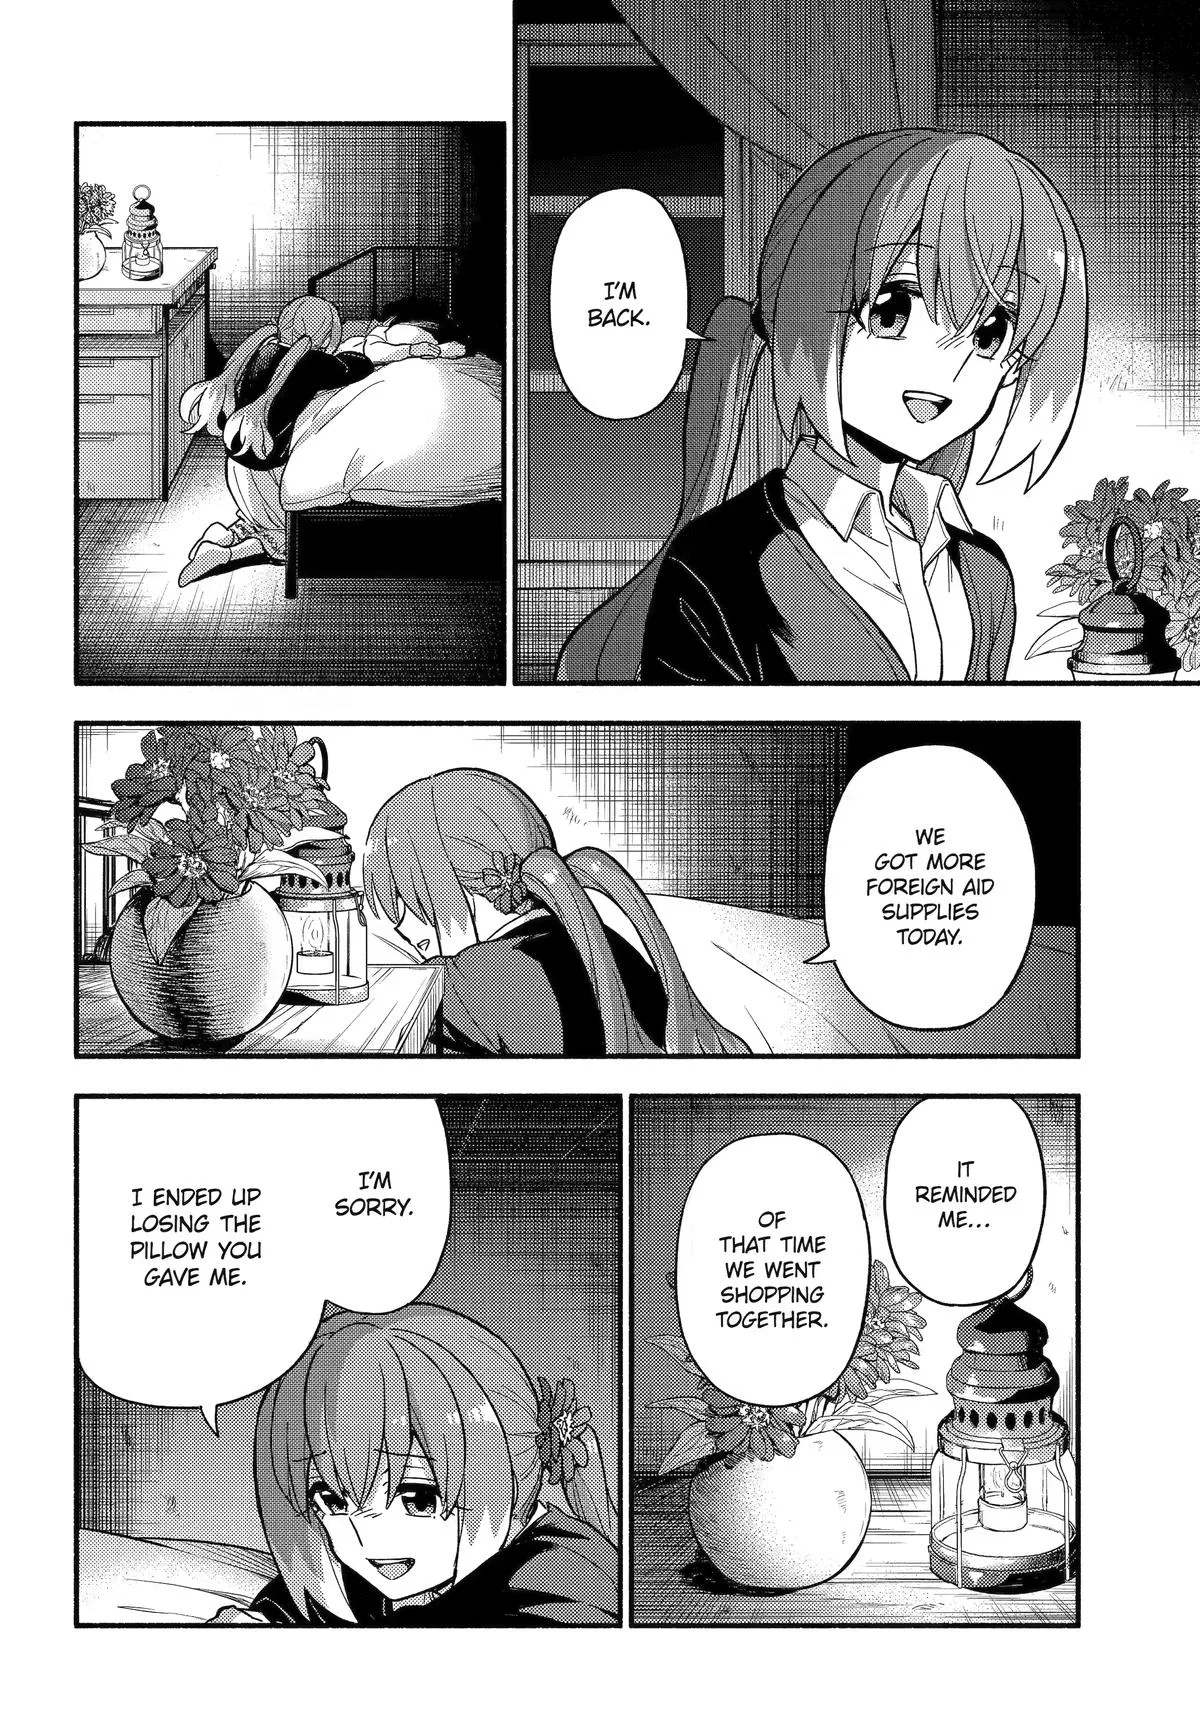 I'M
BACK.
WE
GOT MORE
FOREIGN AID
SUPPLIES
TODAY.
IT
REMINDED
ME...
OF
THAT TIME
WE WENT
SHOPPING
TOGETHER.
I'M
SORRY.
I ENDED UP
LOSING THE
PILLOW YOU
GAVE ME.